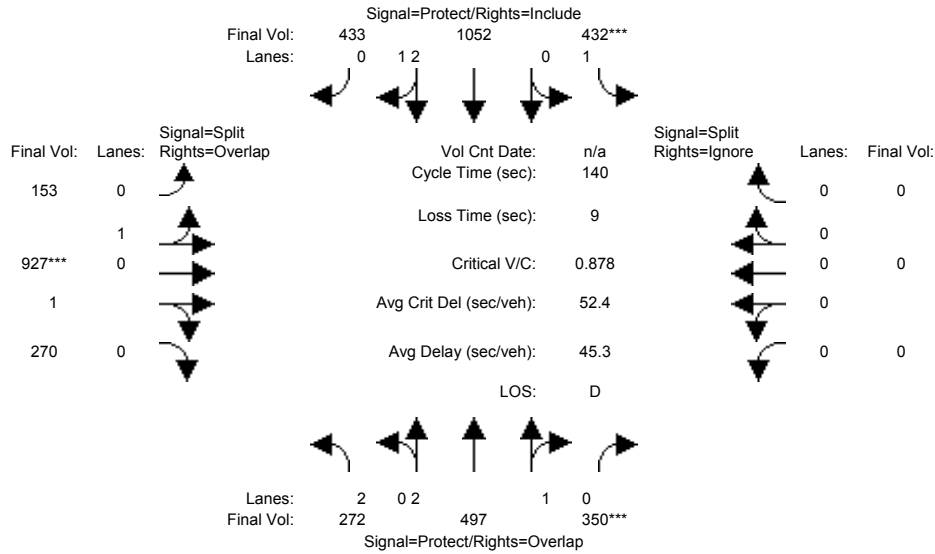 Signal=Protect/Rights=Include
Final Vol: 433 1052 432***
Lanes: 0 1 2 0 1
Signal=Split Signal=Split
Final Vol: Lanes: Rights=Overlap Vol Cnt Date: n/a Rights=Ignore Lanes: Final Vol:
Cycle Time (sec): 140
153 0 0 0
Loss Time (sec): 9
1 0
927*** 0 Critical V/C: 0.878 0 0
1 Avg Crit Del (sec/veh): 52.4 0
270 0 Avg Delay (sec/veh): 45.3 0 0
LOS: D
Lanes: 2 0 2 1 0
Final Vol: 272 497 350***
Signal=Protect/Rights=Overlap